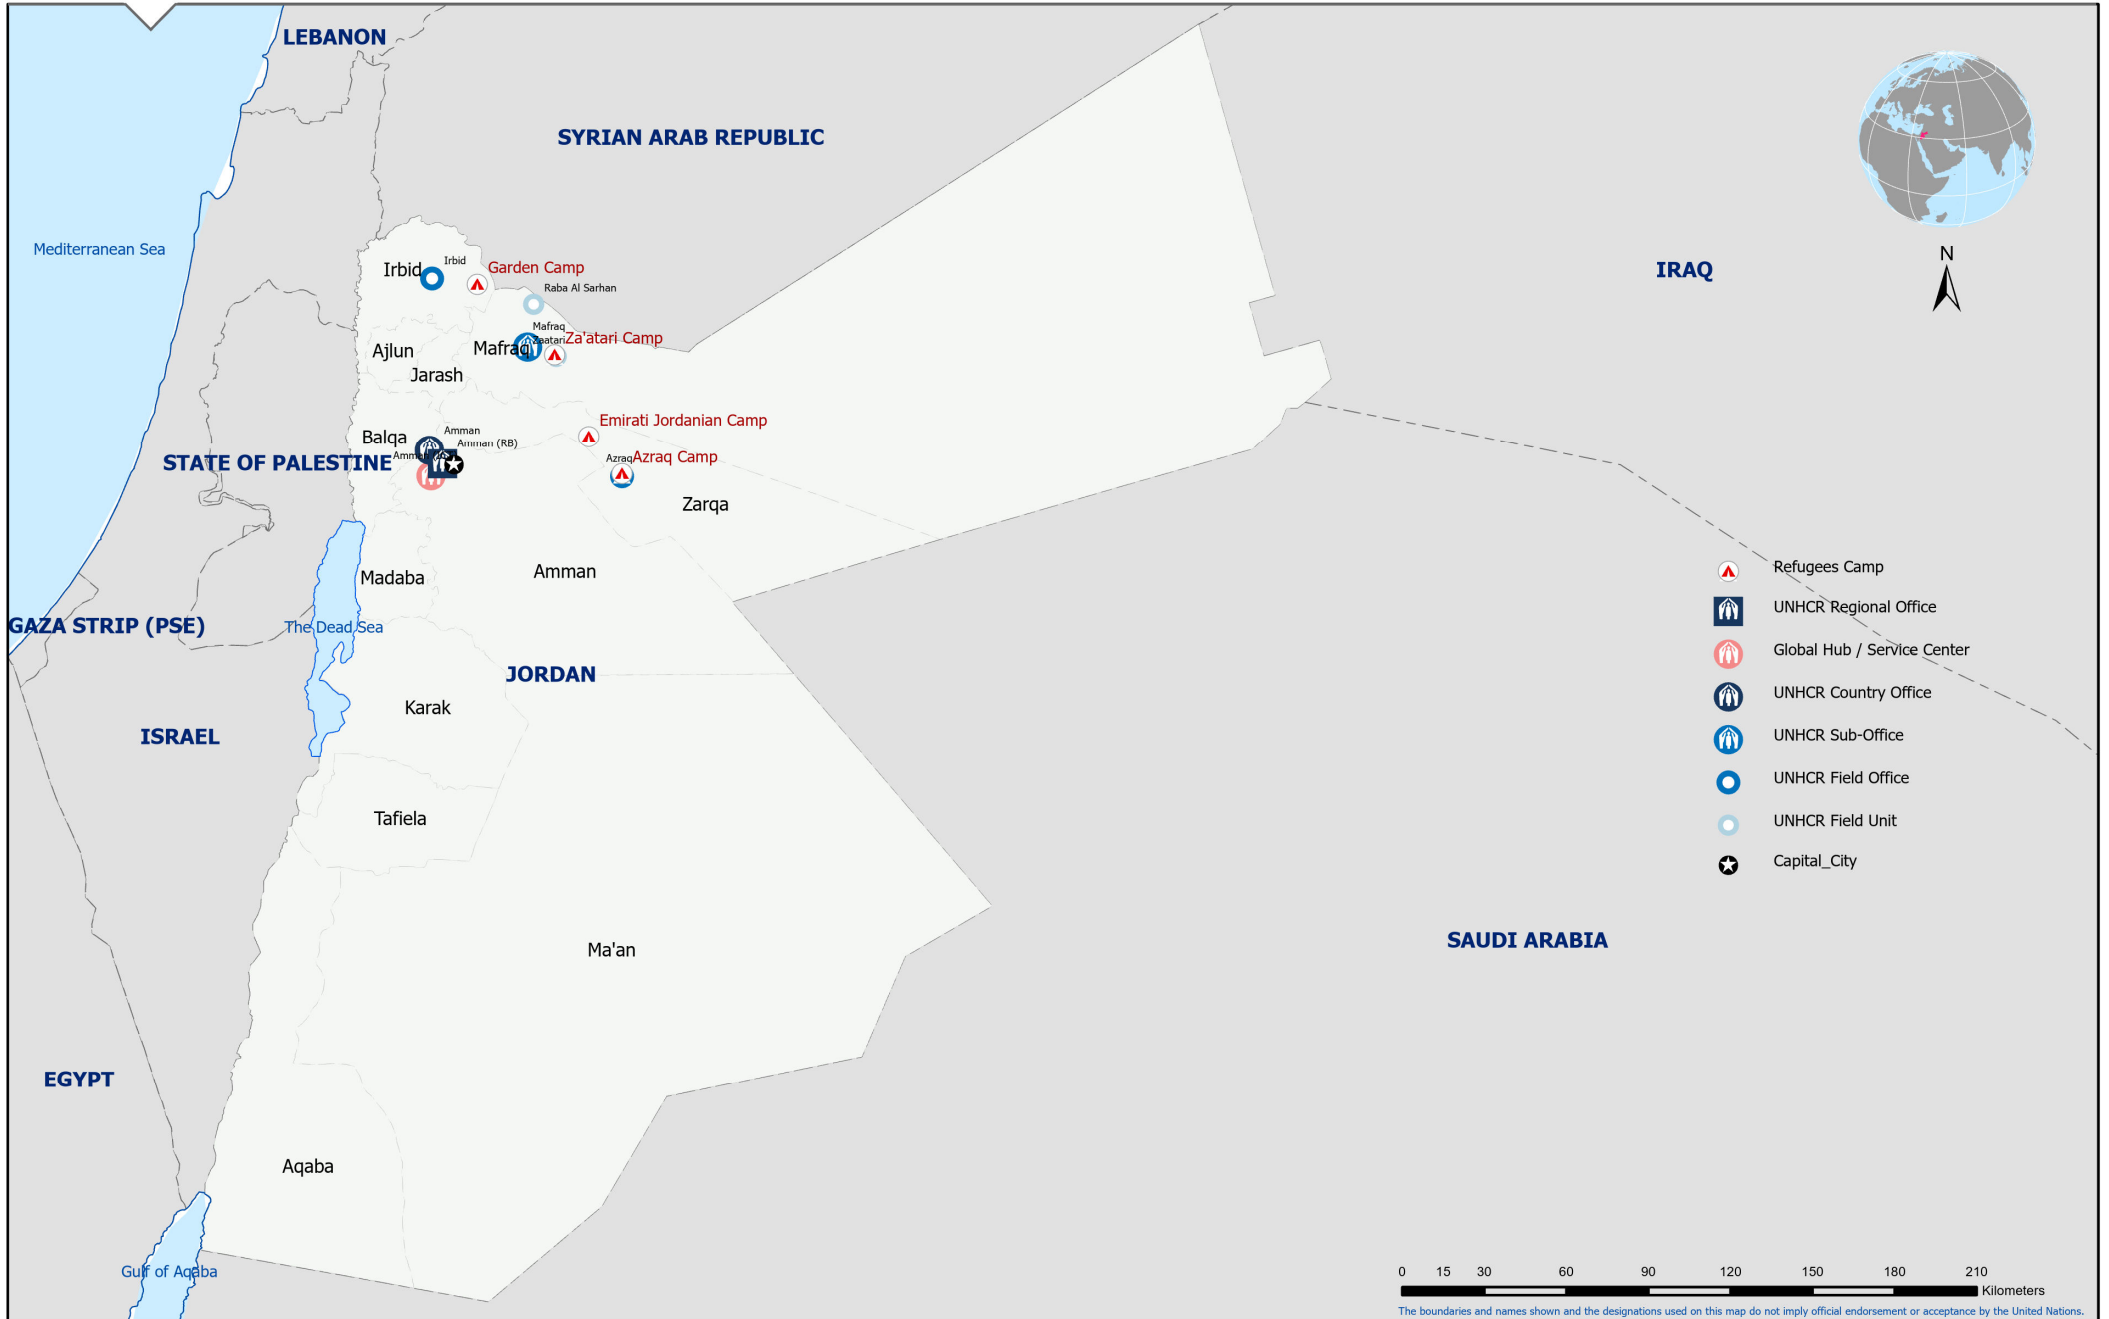 LEBANON
SYRIAN ARAB REPUBLIC
Mediterranean Sea
N
IRAQ
Irbid
Irbid
Garden Camp
Raba Al Sarhan
Mafraq
Zaatari
Za'atari Camp
Mafraq
Ajlun
Jarash
Emirati Jordanian Camp
Balqa
Amman
Amman (RB)
Amman
STATE OF PALESTINE
Azraq
Azraq Camp
Zarqa
Madaba
Amman
GAZA STRIP (PSE)
The Dead Sea
JORDAN
Karak
ISRAEL
Tafiela
Ma'an
SAUDI ARABIA
EGYPT
Aqaba
Gulf of Aqaba
Refugees Camp
UNHCR Regional Office
Global Hub / Service Center
UNHCR Country Office
UNHCR Sub-Office
UNHCR Field Office
UNHCR Field Unit
Capital_City
0 15 30 60 90 120 150 180 210
Kilometers
The boundaries and names shown and the designations used on this map do not imply official endorsement or acceptance by the United Nations.